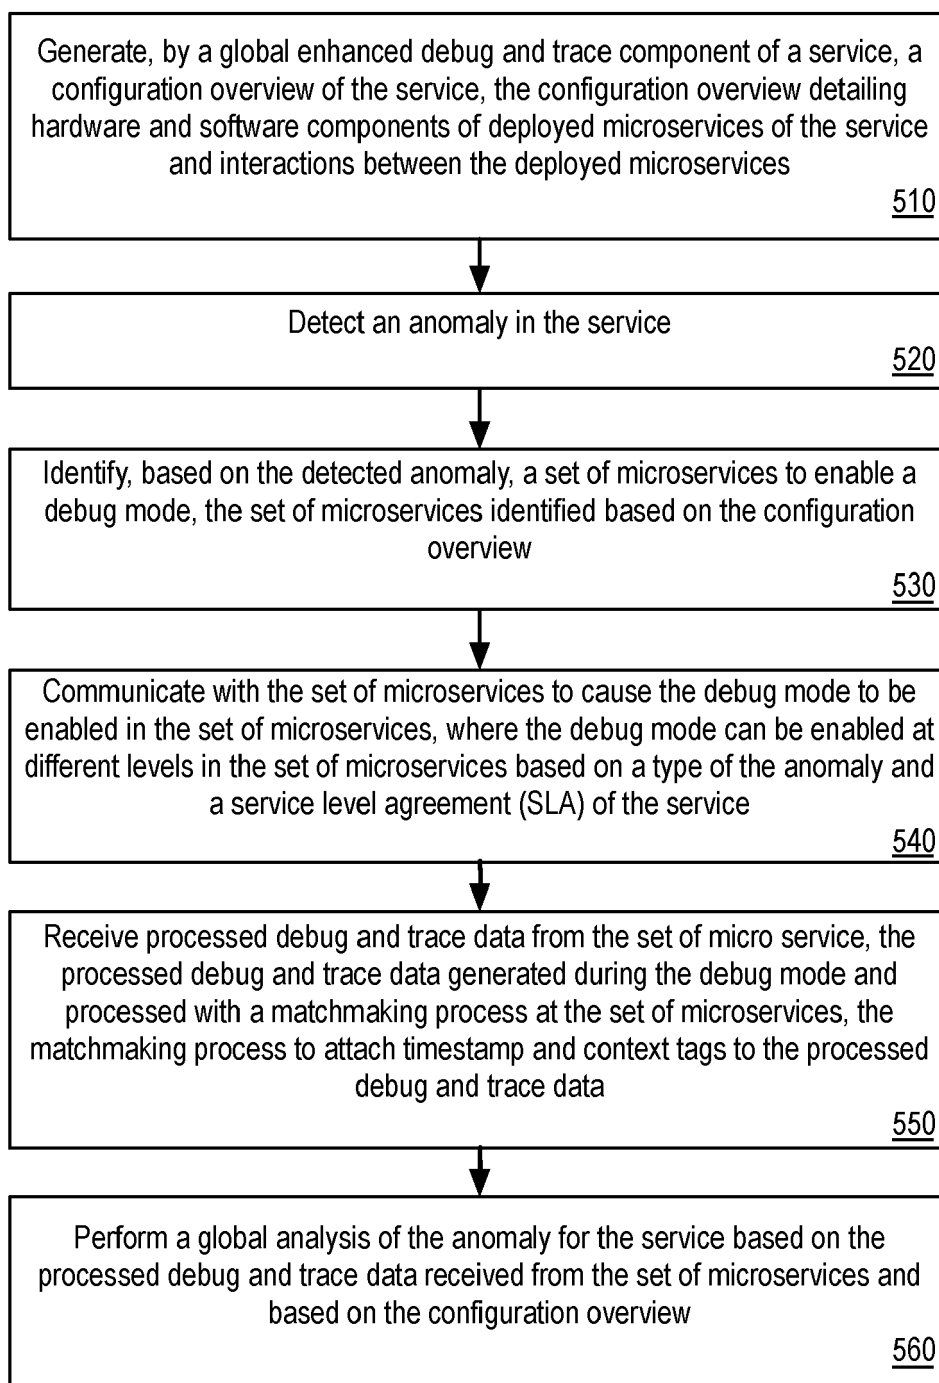 Generate, by a global enhanced debug and trace component of a service, a
configuration overview of the service, the configuration overview detailing
hardware and software components of deployed microservices of the service
and interactions between the deployed microservices
510
Detect an anomaly in the service
520
Identify, based on the detected anomaly, a set of microservices to enable a
debug mode, the set of microservices identified based on the configuration
overview
530
Communicate with the set of microservices to cause the debug mode to be
enabled in the set of microservices, where the debug mode can be enabled at
different levels in the set of microservices based on a type of the anomaly and
a service level agreement (SLA) of the service
540
Receive processed debug and trace data from the set of micro service, the
processed debug and trace data generated during the debug mode and
processed with a matchmaking process at the set of microservices, the
matchmaking process to attach timestamp and context tags to the processed
debug and trace data
550
Perform a global analysis of the anomaly for the service based on the
processed debug and trace data received from the set of microservices and
based on the configuration overview
560